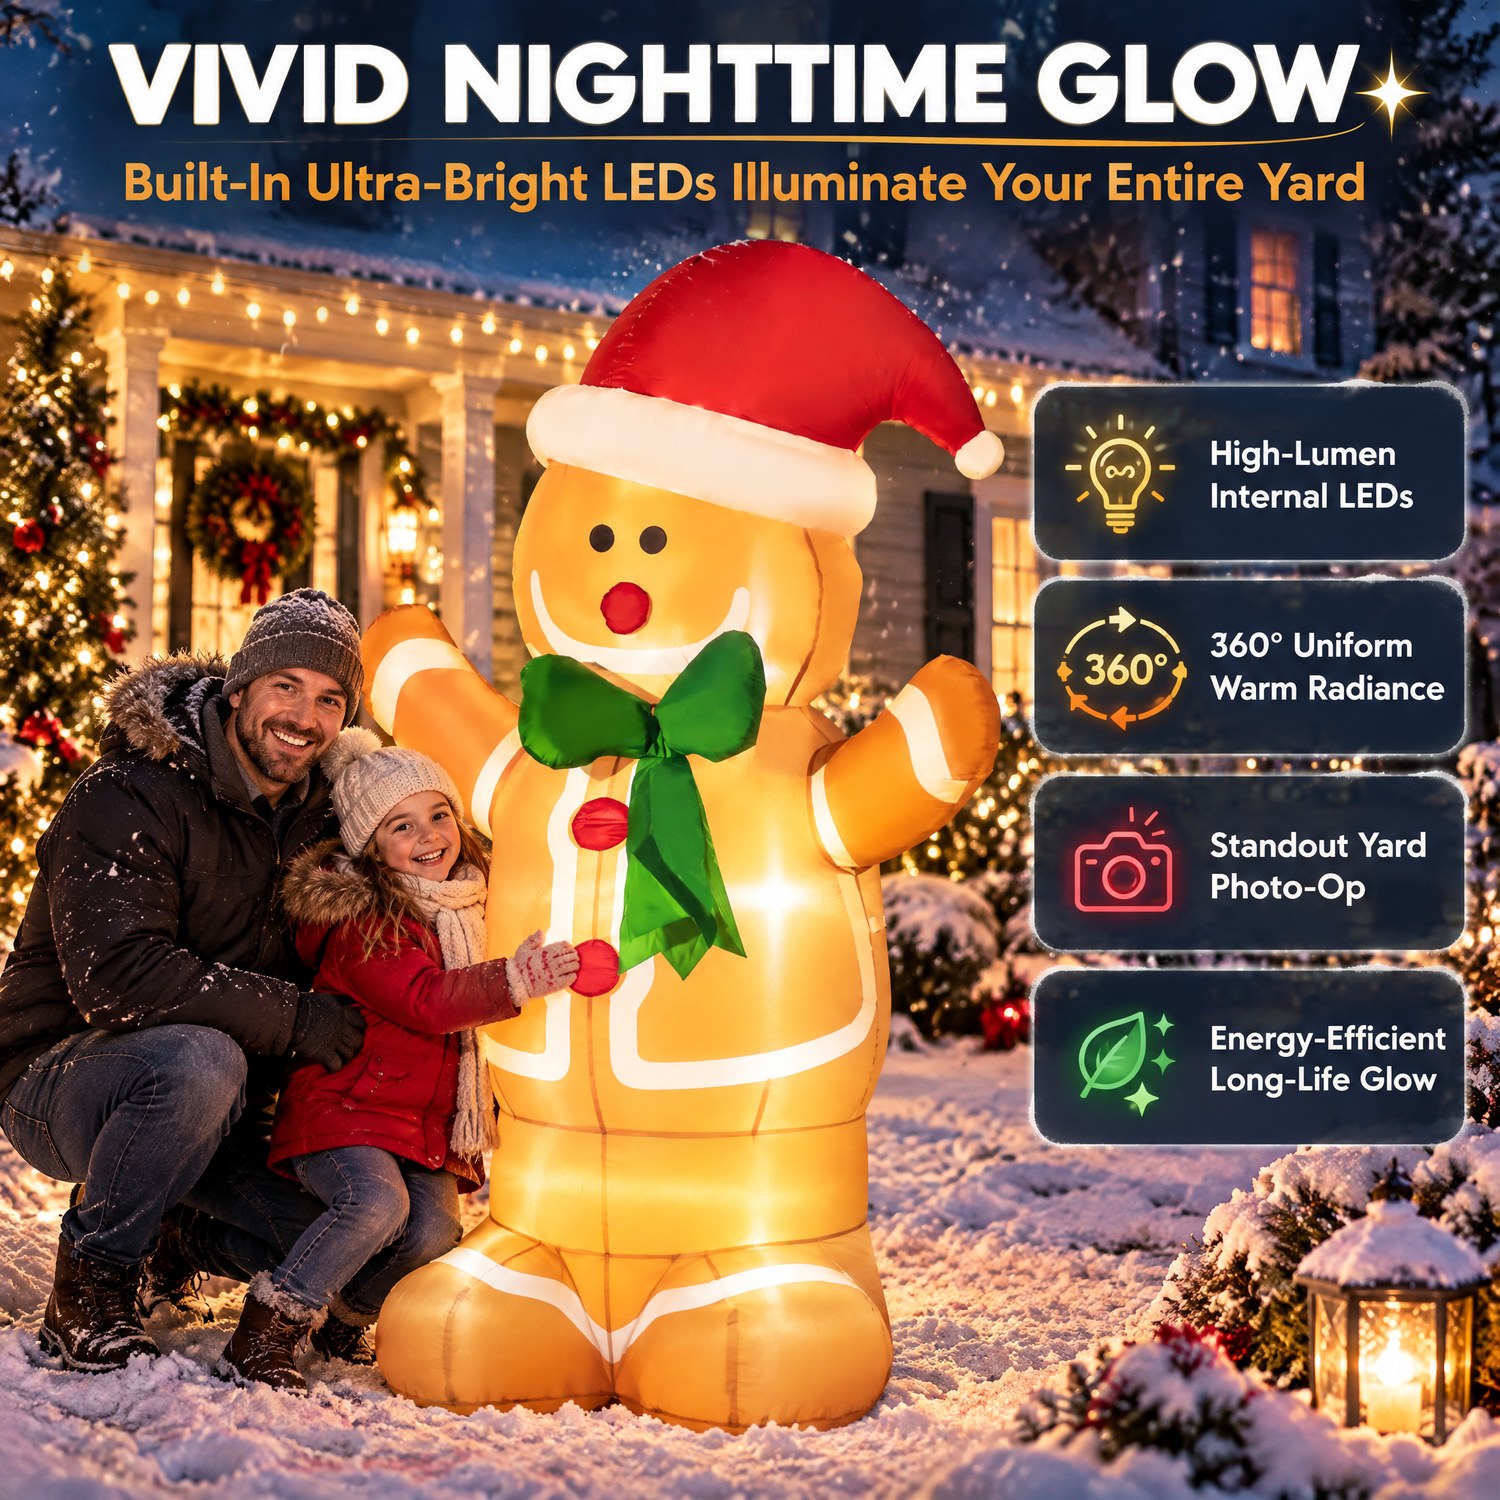 VIVID NIGHTTIME GLOW
Built-In Ultra-Bright LEDs Illuminate Your Entire Yard
High-Lumen
Internal LEDs
360°
360° Uniform
Warm Radiance
Standout Yard
Photo-Op
Energy-Efficient
Long-Life Glow